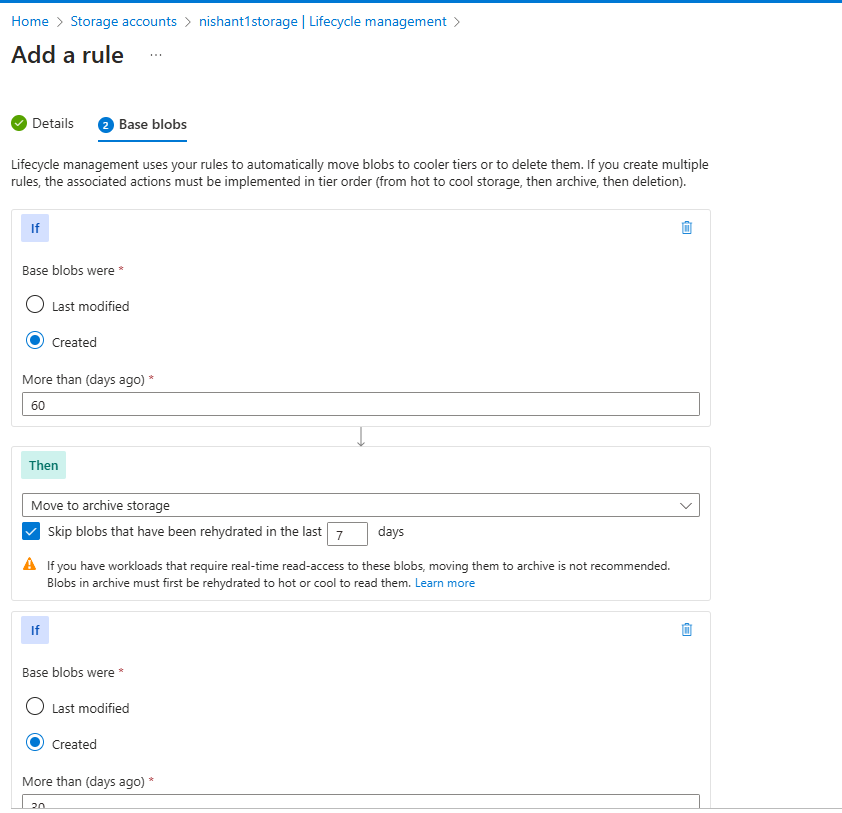 Home > Storage accounts > nishant1storage | Lifecycle management >
Add a rule ...
Details
2 Base blobs
Lifecycle management uses your rules to automatically move blobs to cooler tiers or to delete them. If you create multiple
rules, the associated actions must be implemented in tier order (from hot to cool storage, then archive, then deletion).
If
Base blobs were *
Last modified
Created
More than (days ago) *
60
Then
Move to archive storage
Skip blobs that have been rehydrated in the last 7 days
If you have workloads that require real-time read-access to these blobs, moving them to archive is not recommended.
Blobs in archive must first be rehydrated to hot or cool to read them. Learn more
If
Base blobs were *
Last modified
Created
More than (days ago) *